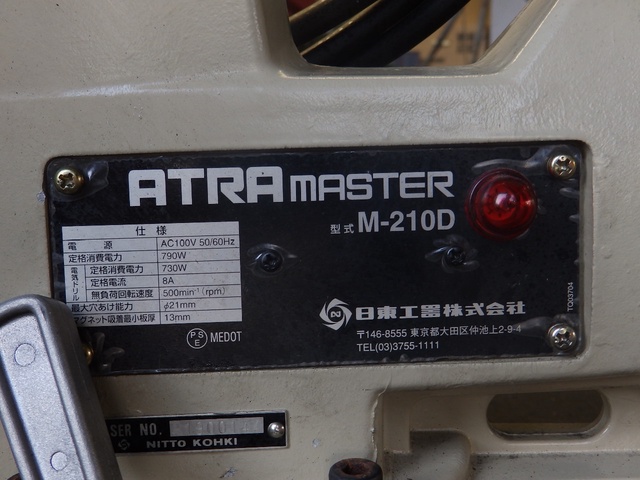 ATRA MASTER
型式 M-210D
仕様
電源 AC100V 50/60Hz
定格消費電力 790W
電気ドリル 定格消費電力 730W
定格電流 8A
無負荷回転速度 500min⁻¹(rpm)
最大穴あけ能力 φ21mm
マグネット吸着最小板厚 13mm
PSE MEDOT
日東工器株式会社
〒146-8555 東京都大田区仲池上2-9-4
TEL(03)3755-1111
TQ03704
SER NO.
NITTO KOHKI